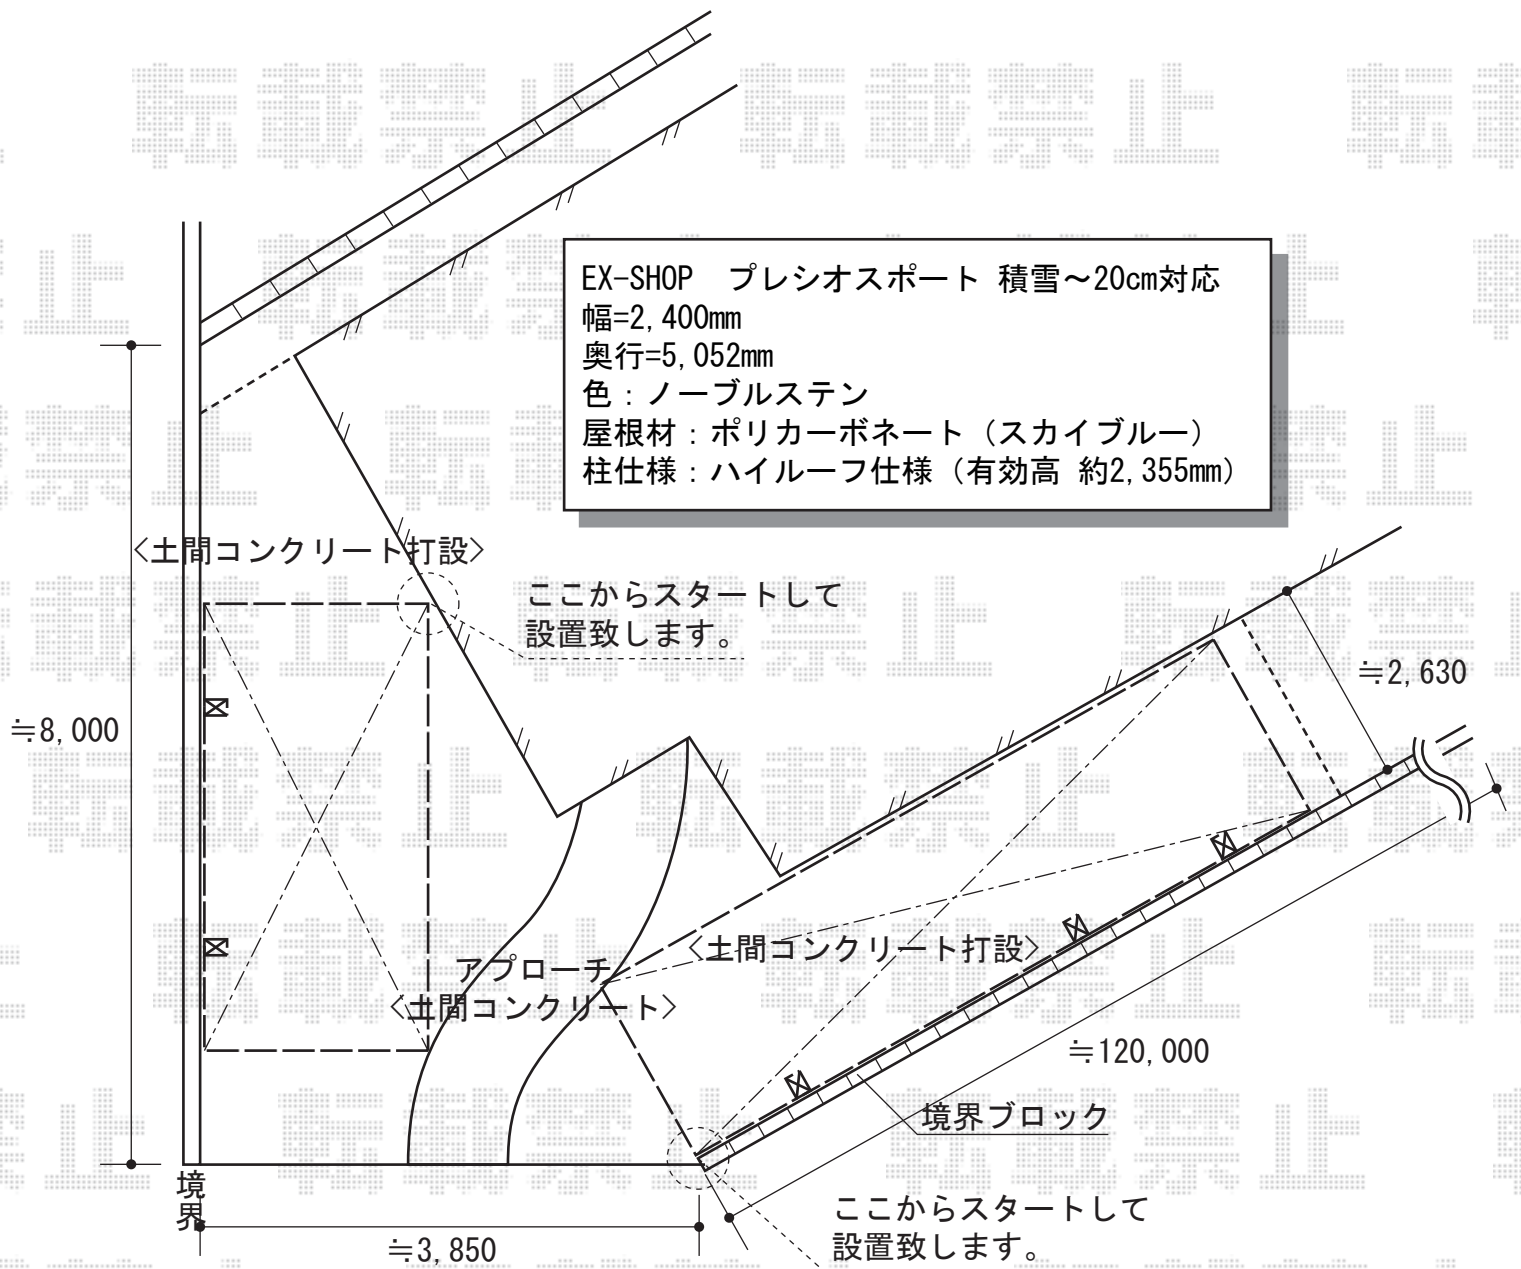 EX-SHOP　プレシオスポート 積雪～20cm対応
幅=2,400mm
奥行=5,052mm
色：ノーブルステン
屋根材：ポリカーボネート（スカイブルー）
柱仕様：ハイルーフ仕様（有効高 約2,355mm）
〈土間コンクリート打設〉
ここからスタートして
設置致します。
≒2,630
≒8,000
〈土間コンクリート打設〉
アプローチ
〈土間コンクリート〉
≒120,000
境界ブロック
境界
ここからスタートして
設置致します。
≒3,850
転載禁止